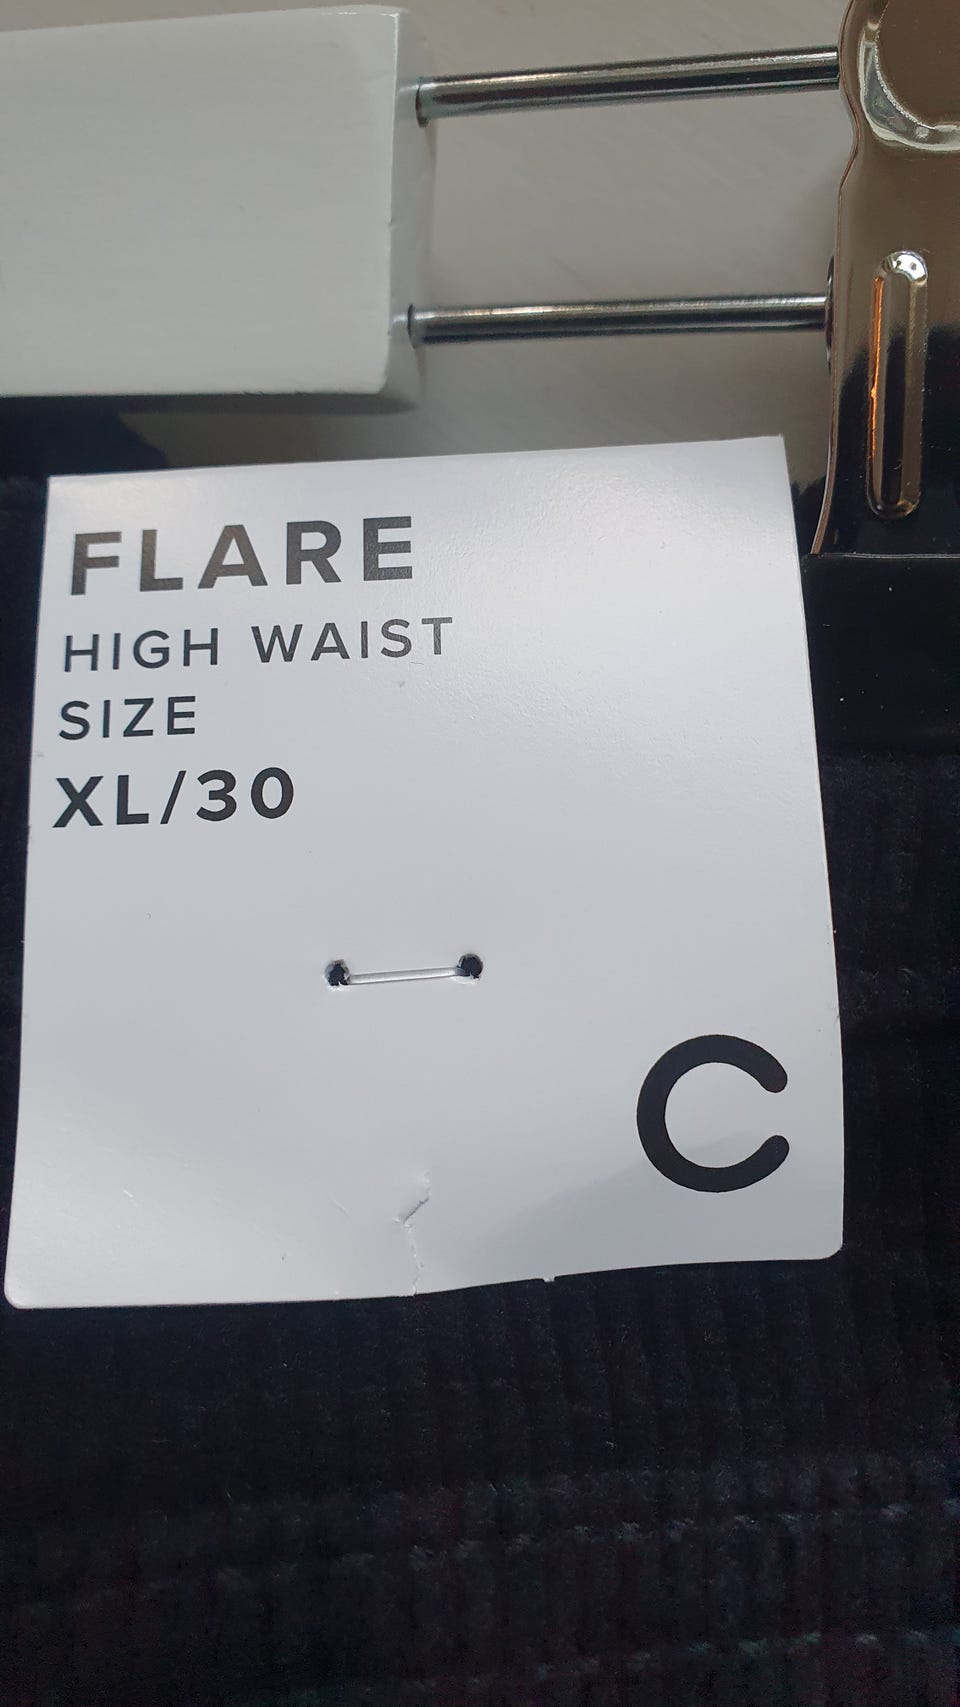 FLARE
HIGH WAIST
SIZE
XL/30
C